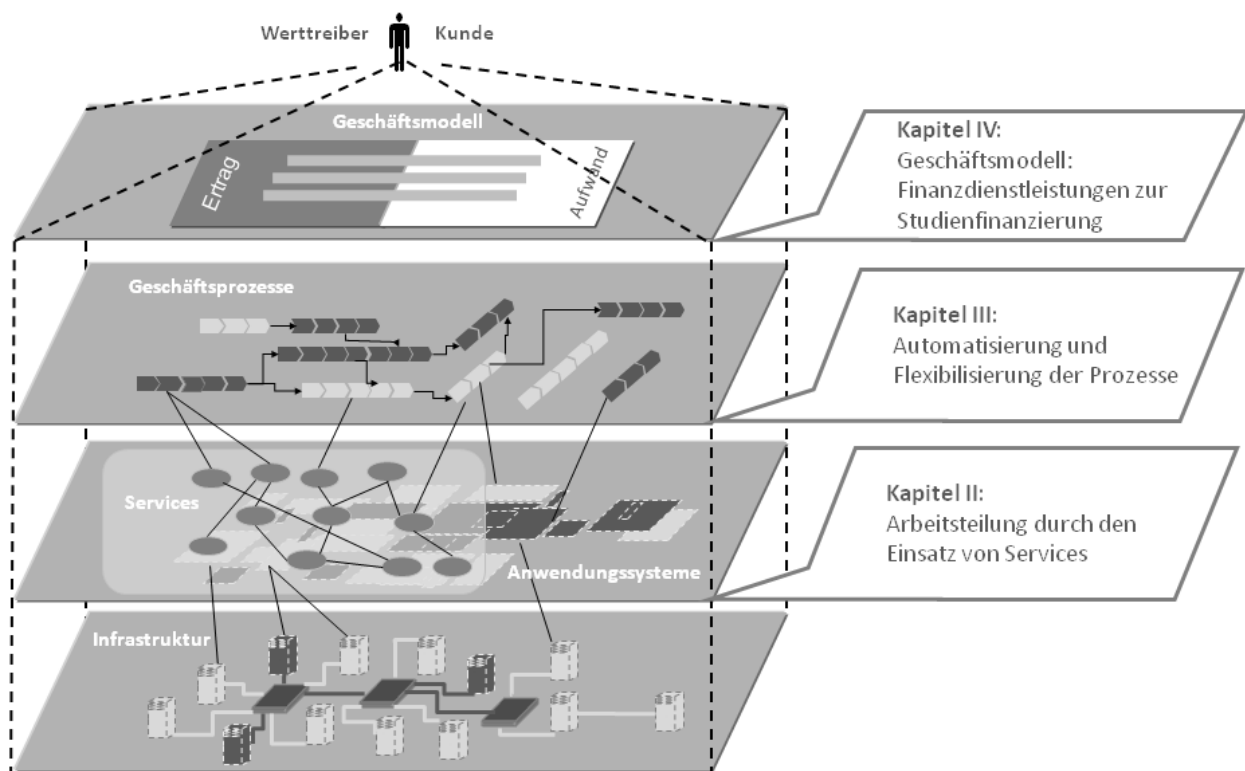 Werttreiber Kunde
Geschäftsmodell
Ertrag
Aufwand
Kapitel IV:
Geschäftsmodell:
Finanzdienstleistungen zur
Studienfinanzierung
Geschäftsprozesse
Kapitel III:
Automatisierung und
Flexibilisierung der Prozesse
Services
Anwendungssysteme
Kapitel II:
Arbeitsteilung durch den
Einsatz von Services
Infrastruktur